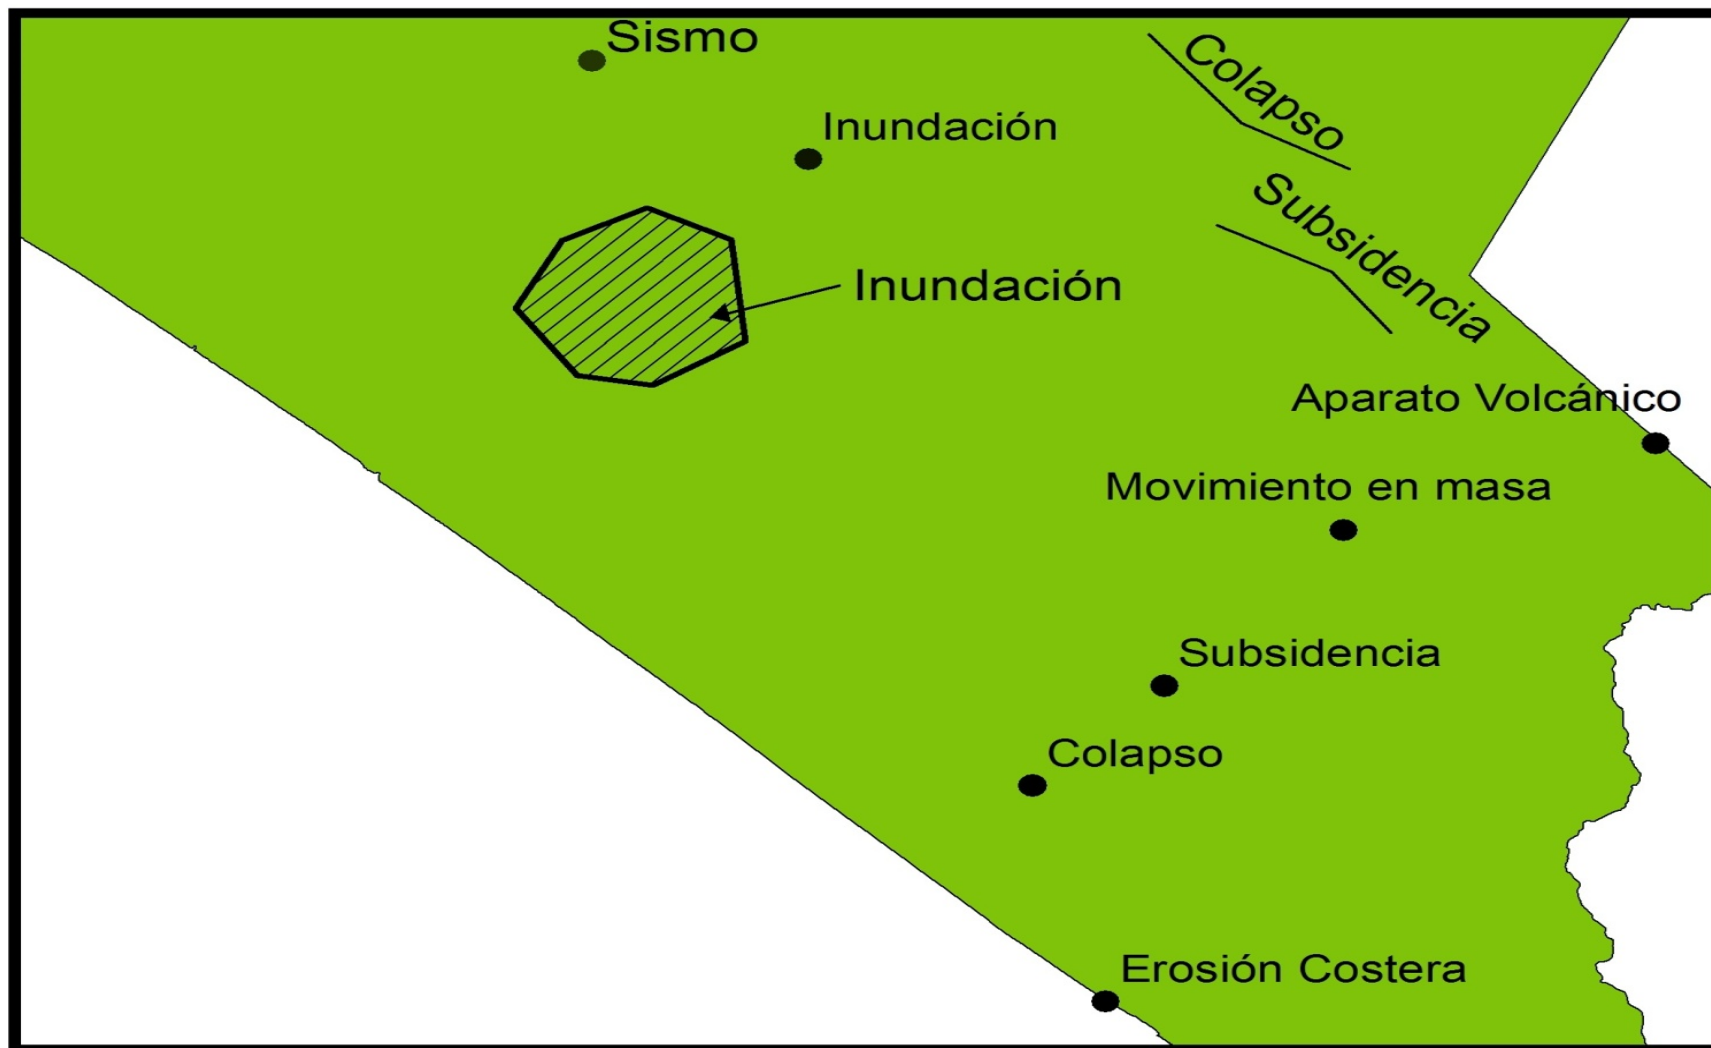 Sismo
Inundación
Colapso
Subsidencia
Inundación
Aparato Volcánico
Movimiento en masa
Subsidencia
Colapso
Erosión Costera